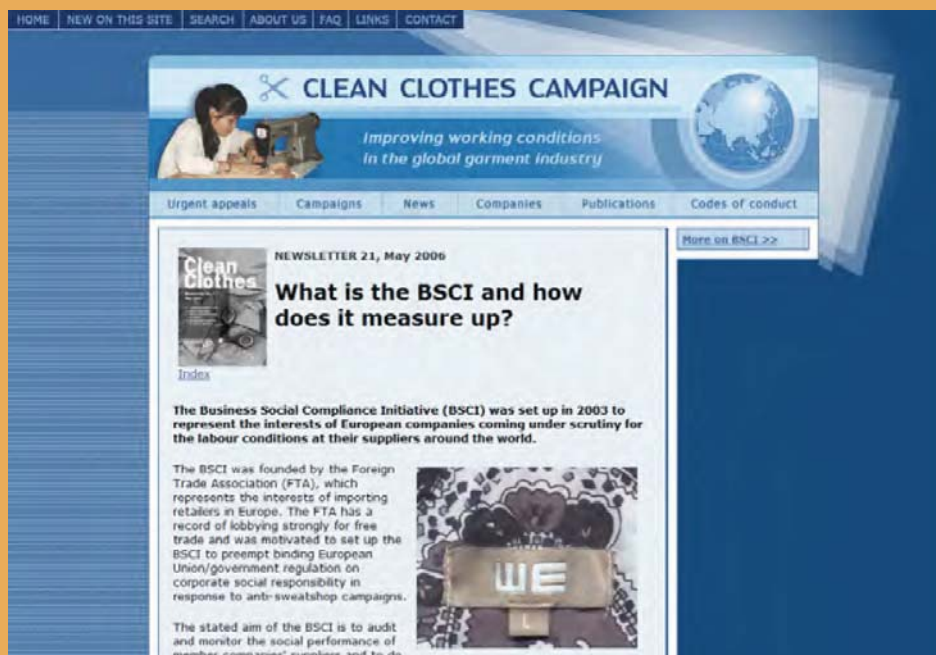 HOME NEW ON THIS SITE SEARCH ABOUT US FAQ LINKS CONTACT
CLEAN CLOTHES CAMPAIGN
Improving working conditions
in the global garment industry
Urgent appeals Campaigns News Companies Publications Codes of conduct
More on BSCI >>
Clean
Clothes
NEWSLETTER 21, May 2006
What is the BSCI and how
does it measure up?
Index
The Business Social Compliance Initiative (BSCI) was set up in 2003 to
represent the interests of European companies coming under scrutiny for
the labour conditions at their suppliers around the world.
The BSCI was founded by the Foreign
Trade Association (FTA), which
represents the interests of importing
retailers in Europe. The FTA has a
record of lobbying strongly for free
trade and was motivated to set up the
BSCI to preempt binding European
Union/government regulation on
corporate social responsibility in
response to anti-sweatshop campaigns.
WE
L
The stated aim of the BSCI is to audit
and monitor the social performance of
member companies' suppliers and to do